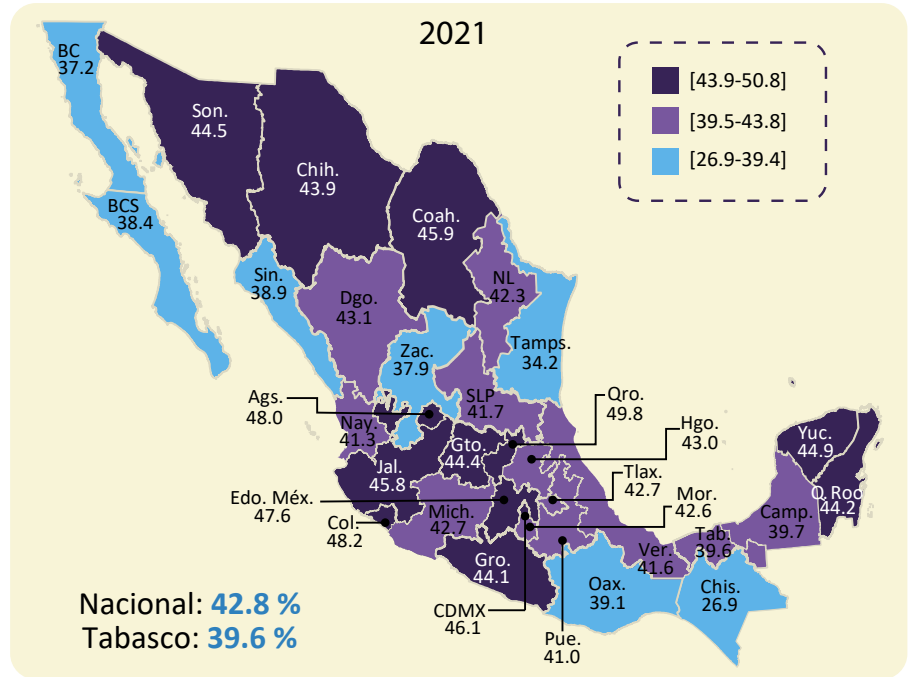 2021
[43.9-50.8]
[39.5-43.8]
[26.9-39.4]
BC
37.2
Son.
44.5
Chih.
43.9
BCS
38.4
Coah.
45.9
Sin.
38.9
NL
42.3
Dgo.
43.1
Tamps.
34.2
Zac.
37.9
Ags.
48.0
SLP
41.7
Qro.
49.8
Nay.
41.3
Hgo.
43.0
Gto.
44.4
Yuc.
44.9
Jal.
45.8
Tlax.
42.7
Q.Roo
44.2
Edo. Méx.
47.6
Mor.
42.6
Mich.
42.7
Camp.
39.7
Col.
48.2
Tab.
39.6
Ver.
41.6
Gro.
44.1
Oax.
39.1
Chis.
26.9
CDMX
46.1
Pue.
41.0
Nacional: 42.8 %
Tabasco: 39.6 %